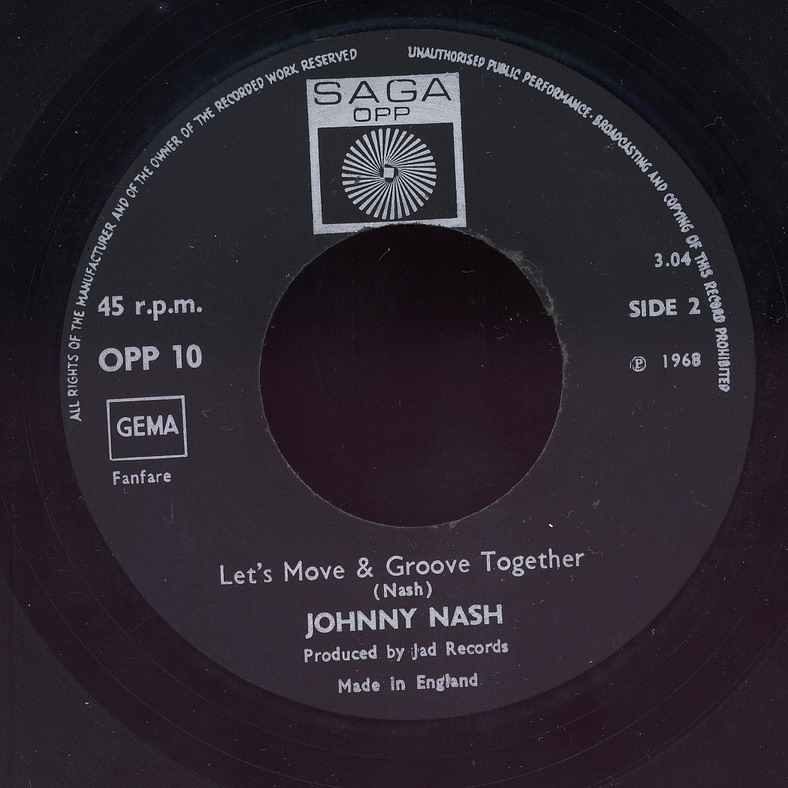 ALL RIGHTS OF THE MANUFACTURER AND OF THE OWNER OF THE RECORDED WORK RESERVED
UNAUTHORISED PUBLIC PERFORMANCE. BROADCASTING AND COPYING OF THIS RECORD PROHIBITED
SAGA
OPP
3.04
45 r.p.m.
SIDE 2
OPP 10
℗ 1968
GEMA
Fanfare
Let's Move & Groove Together
(Nash)
JOHNNY NASH
Produced by Jad Records
Made in England